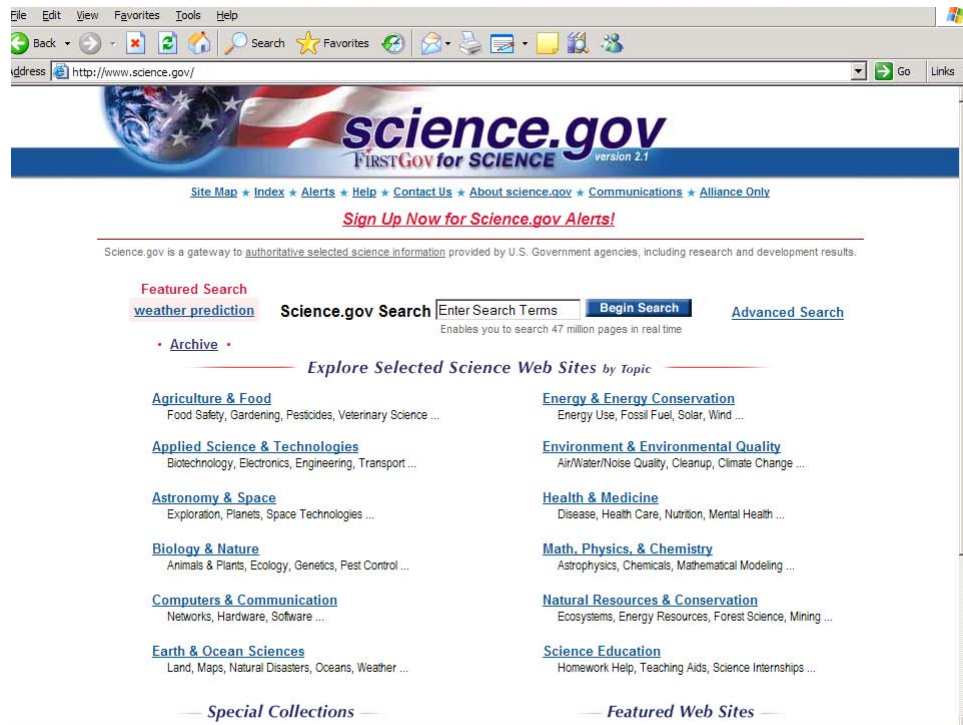 File Edit View Favorites Tools Help
Back Search Favorites
Address http://www.science.gov/ Go Links
science.gov
FIRSTGOV for SCIENCE version 2.1
Site Map ★ Index ★ Alerts ★ Help ★ Contact Us ★ About science.gov ★ Communications ★ Alliance Only
Sign Up Now for Science.gov Alerts!
Science.gov is a gateway to authoritative selected science information provided by U.S. Government agencies, including research and development results.
Featured Search
weather prediction Science.gov Search Enter Search Terms Begin Search Advanced Search
Enables you to search 47 million pages in real time
• Archive •
Explore Selected Science Web Sites by Topic
Agriculture & Food
Food Safety, Gardening, Pesticides, Veterinary Science ...
Applied Science & Technologies
Biotechnology, Electronics, Engineering, Transport ...
Astronomy & Space
Exploration, Planets, Space Technologies ...
Biology & Nature
Animals & Plants, Ecology, Genetics, Pest Control ...
Computers & Communication
Networks, Hardware, Software ...
Earth & Ocean Sciences
Land, Maps, Natural Disasters, Oceans, Weather ...
Energy & Energy Conservation
Energy Use, Fossil Fuel, Solar, Wind ...
Environment & Environmental Quality
Air/Water/Noise Quality, Cleanup, Climate Change ...
Health & Medicine
Disease, Health Care, Nutrition, Mental Health ...
Math, Physics, & Chemistry
Astrophysics, Chemicals, Mathematical Modeling ...
Natural Resources & Conservation
Ecosystems, Energy Resources, Forest Science, Mining ...
Science Education
Homework Help, Teaching Aids, Science Internships ...
Special Collections
Featured Web Sites